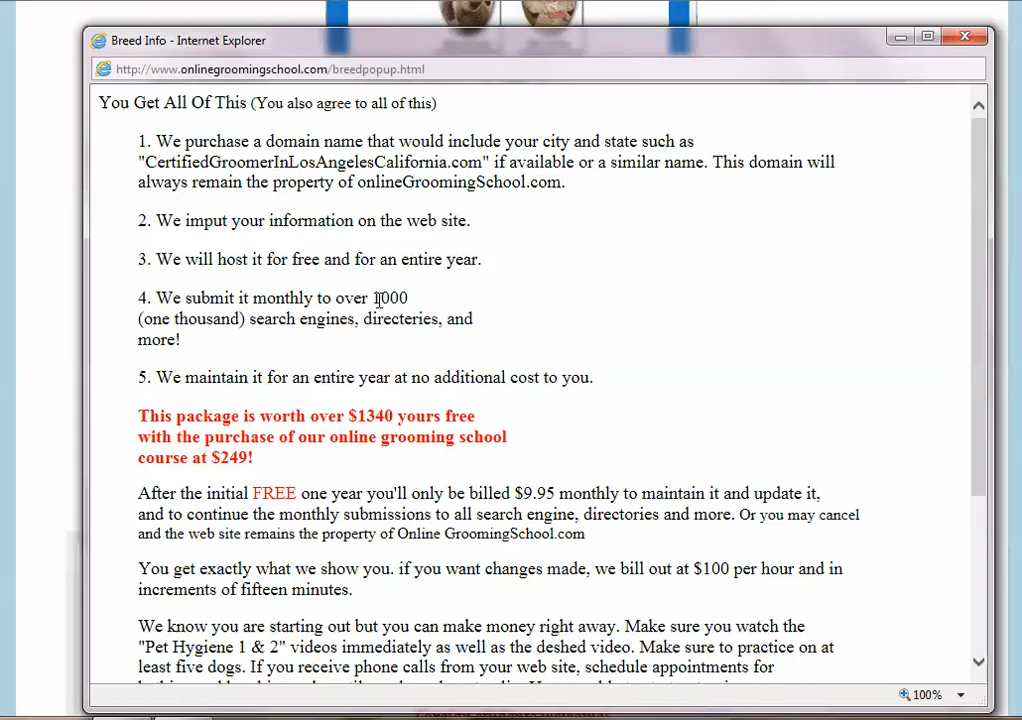 Breed Info - Internet Explorer
http://www.onlinegroomingschool.com/breedpopup.html
You Get All Of This (You also agree to all of this)
1. We purchase a domain name that would include your city and state such as
"CertifiedGroomerInLosAngelesCalifornia.com" if available or a similar name. This domain will
always remain the property of onlineGroomingSchool.com.
2. We imput your information on the web site.
3. We will host it for free and for an entire year.
4. We submit it monthly to over 1000
(one thousand) search engines, directeries, and
more!
5. We maintain it for an entire year at no additional cost to you.
This package is worth over $1340 yours free
with the purchase of our online grooming school
course at $249!
After the initial FREE one year you'll only be billed $9.95 monthly to maintain it and update it,
and to continue the monthly submissions to all search engine, directories and more. Or you may cancel
and the web site remains the property of Online GroomingSchool.com
You get exactly what we show you. if you want changes made, we bill out at $100 per hour and in
increments of fifteen minutes.
We know you are starting out but you can make money right away. Make sure you watch the
"Pet Hygiene 1 & 2" videos immediately as well as the deshed video. Make sure to practice on at
least five dogs. If you receive phone calls from your web site, schedule appointments for
100%